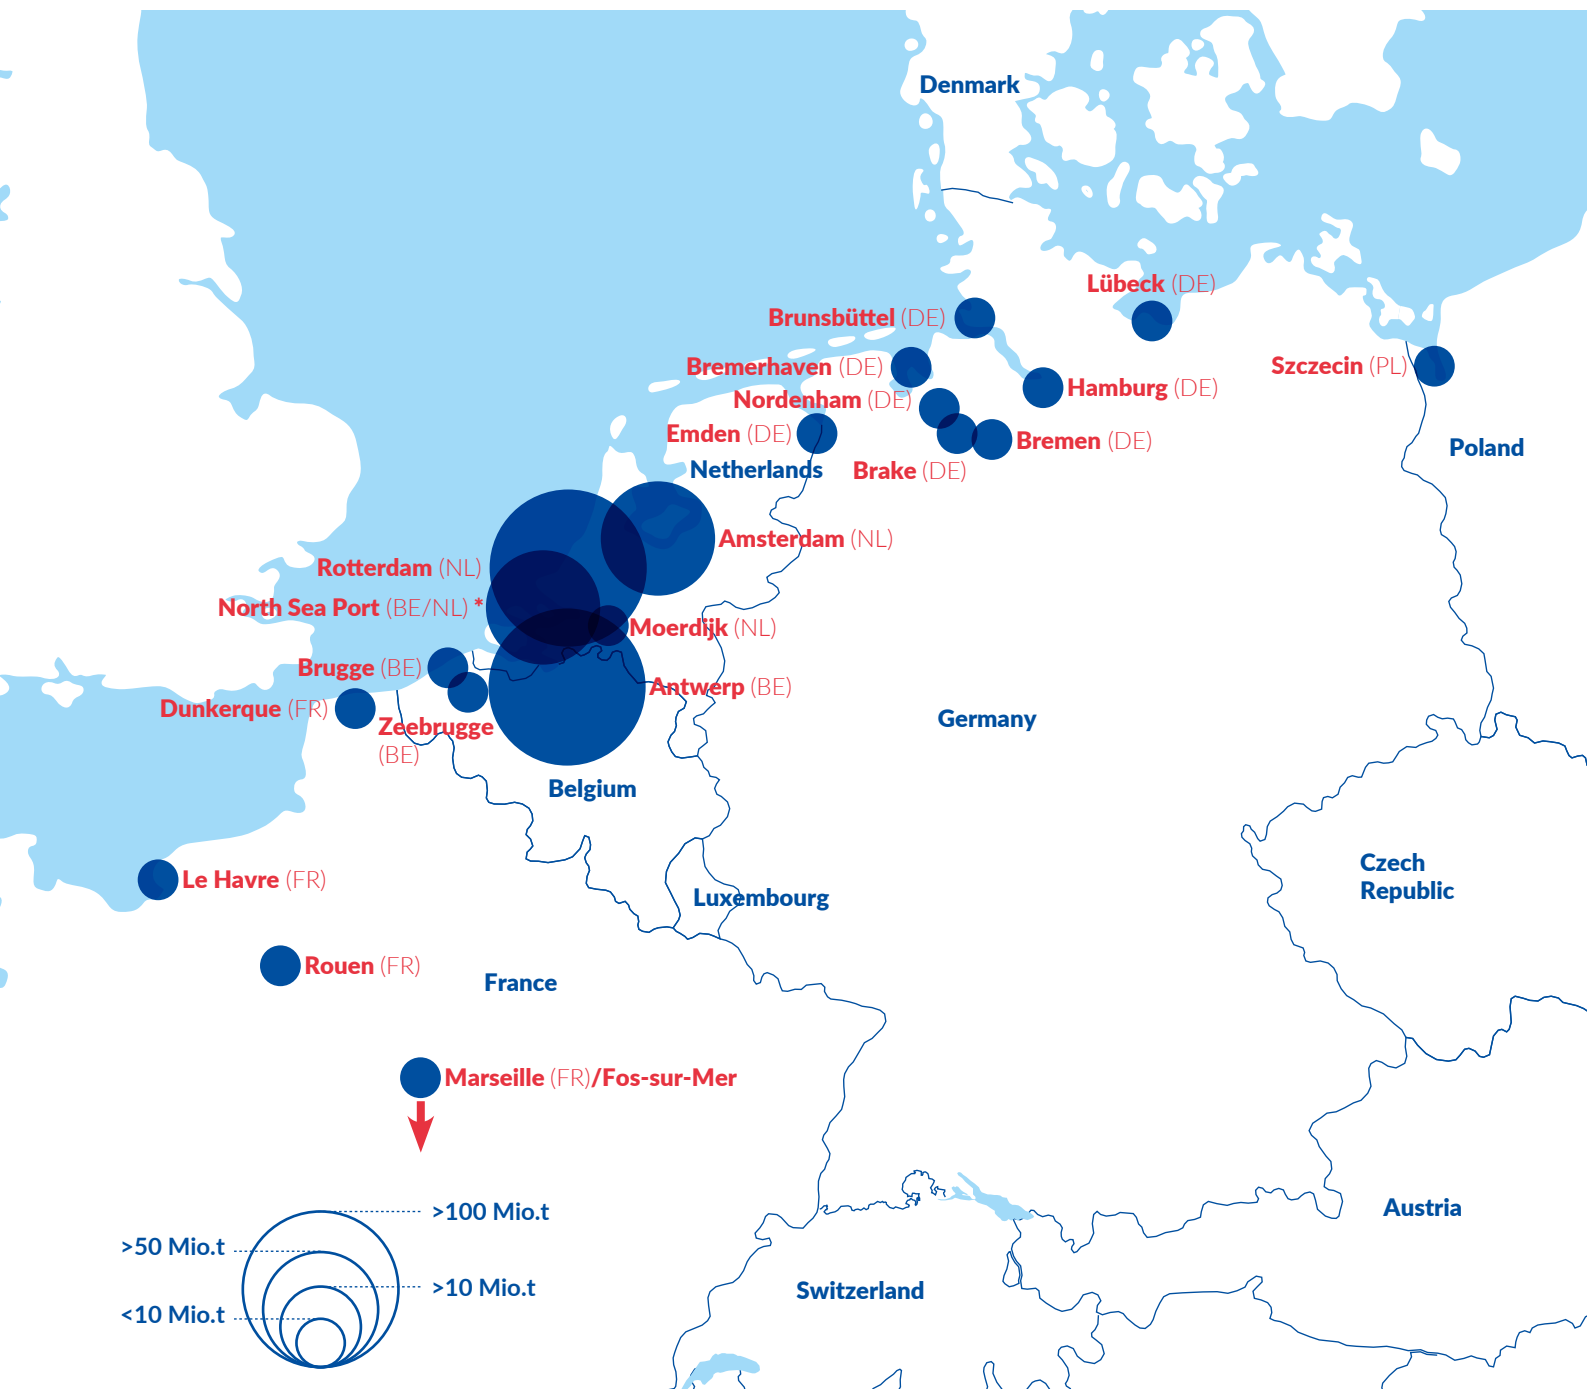 Denmark
Lübeck (DE)
Brunsbüttel (DE)
Bremerhaven (DE)
Szczecin (PL)
Hamburg (DE)
Nordenham (DE)
Emden (DE)
Bremen (DE)
Poland
Netherlands
Brake (DE)
Amsterdam (NL)
Rotterdam (NL)
North Sea Port (BE/NL) *
Moerdijk (NL)
Brugge (BE)
Antwerp (BE)
Dunkerque (FR)
Zeebrugge
(BE)
Germany
Belgium
Czech
Republic
Le Havre (FR)
Luxembourg
Rouen (FR)
France
Marseille (FR)/Fos-sur-Mer
>100 Mio.t
>50 Mio.t
>10 Mio.t
<10 Mio.t
Austria
Switzerland